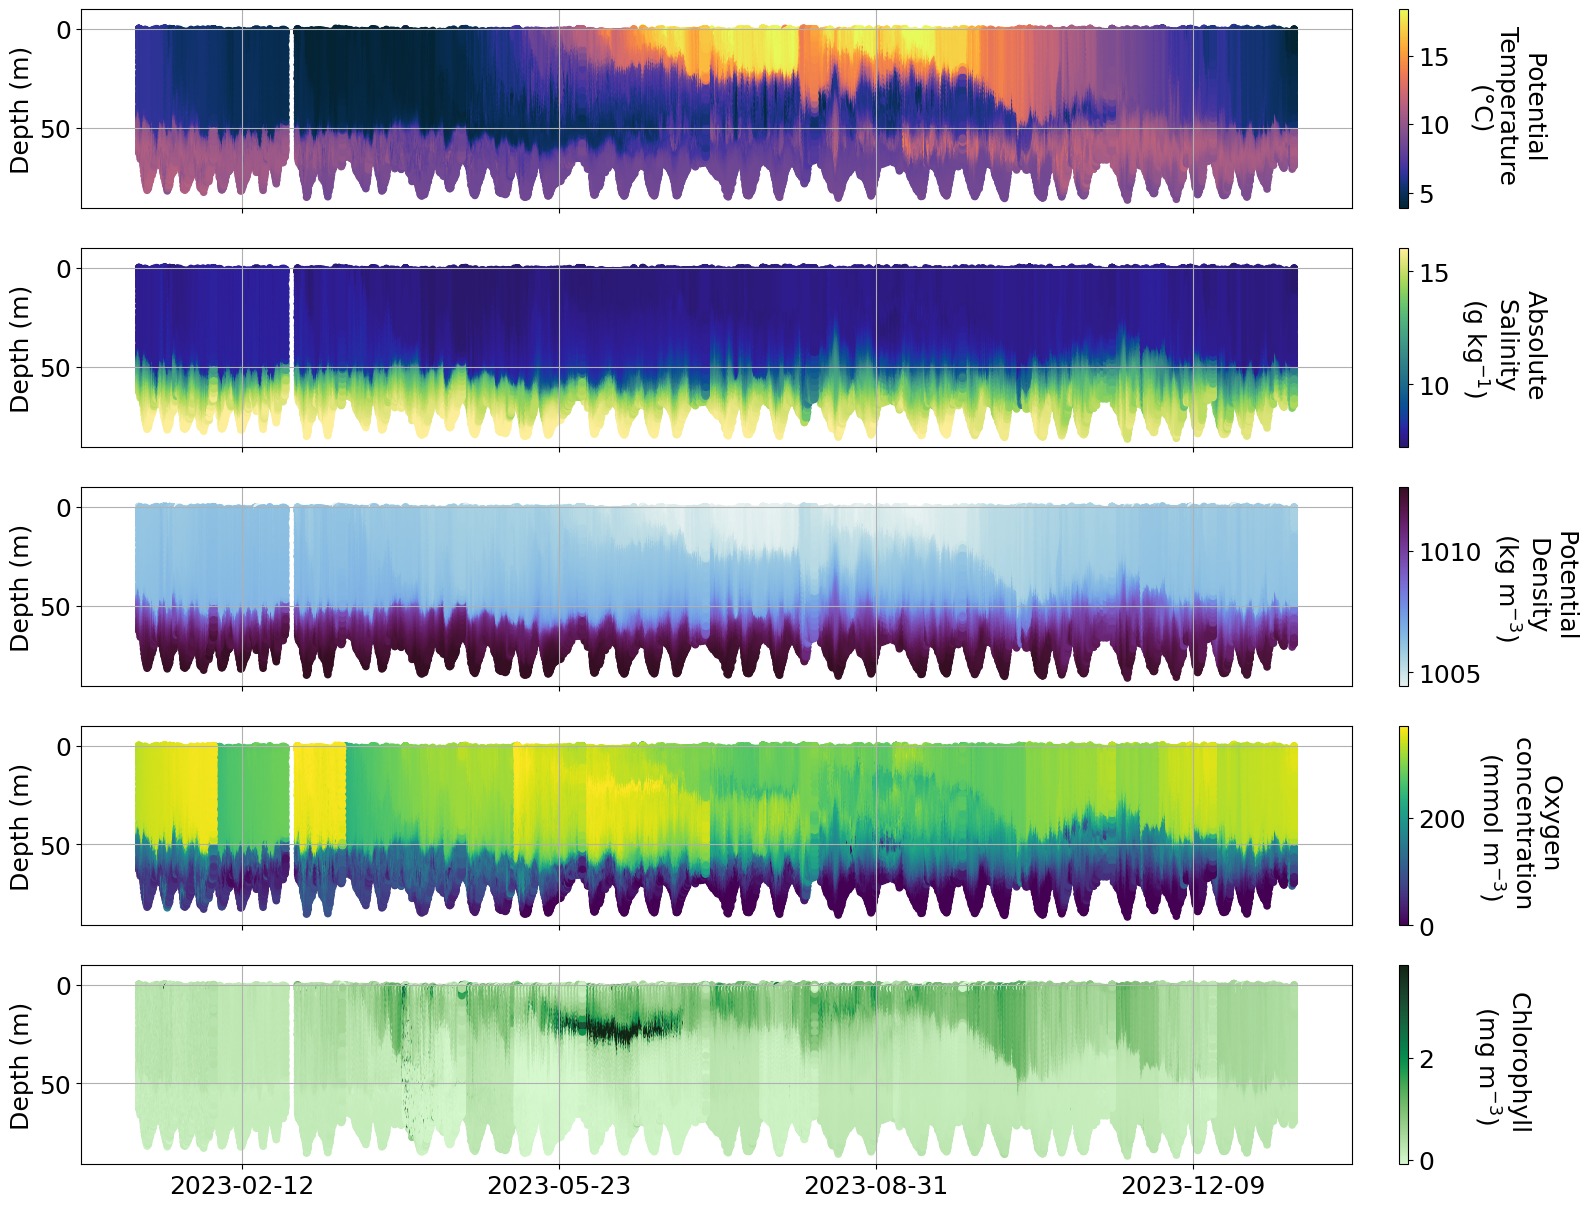 0
50
Depth (m)
15
10
5
Potential
Temperature
(°C)
0
50
Depth (m)
15
10
Absolute
Salinity
(g kg⁻¹)
0
50
Depth (m)
1010
1005
Potential
Density
(kg m⁻³)
0
50
Depth (m)
200
0
Oxygen
concentration
(mmol m⁻³)
0
50
Depth (m)
2
0
Chlorophyll
(mg m⁻³)
2023-02-12
2023-05-23
2023-08-31
2023-12-09